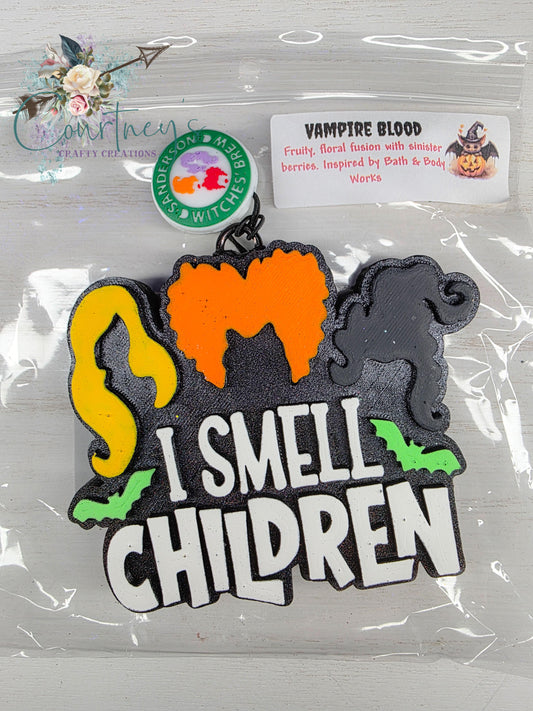 Courtneys
CRAFTY CREATIONS
SANDERSON
WITCHES BREW
VAMPIRE BLOOD
Fruity, floral fusion with sinister
berries. Inspired by Bath & Body
Works
I SMELL
CHILDREN